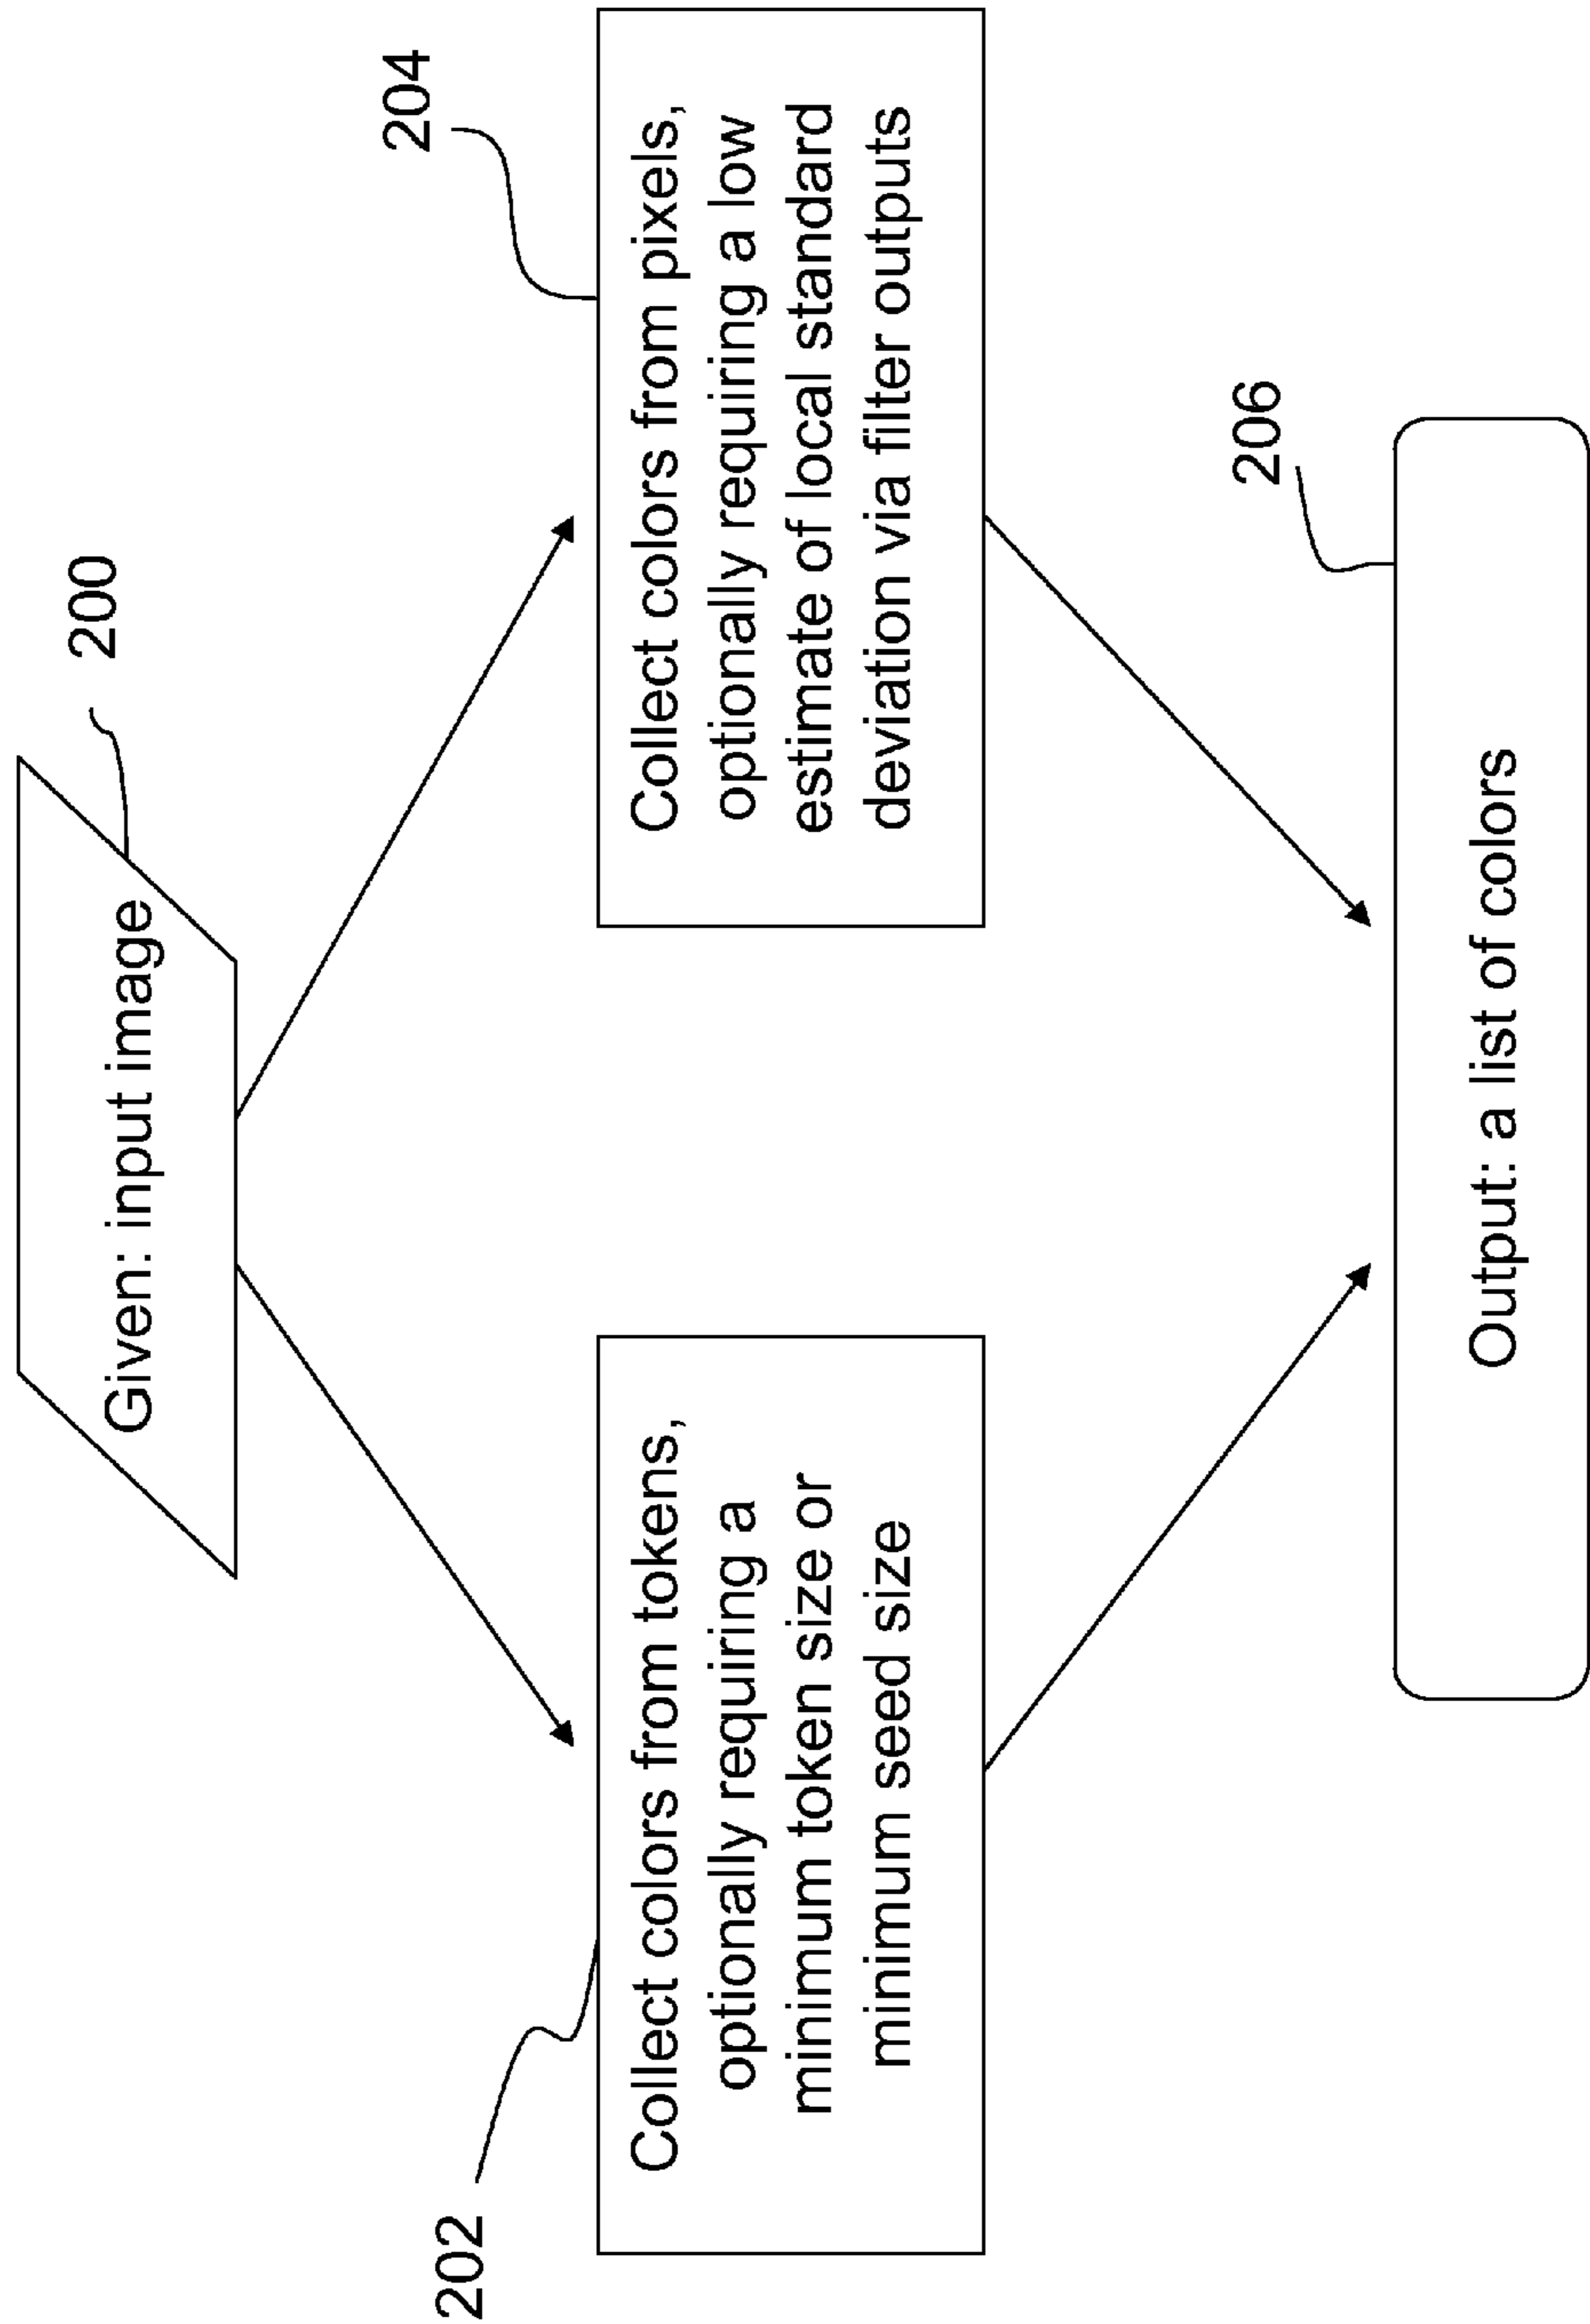 200
Given: input image
202
Collect colors from tokens,
optionally requiring a
minimum token size or
minimum seed size
204
Collect colors from pixels,
optionally requiring a low
estimate of local standard
deviation via filter outputs
206
Output: a list of colors